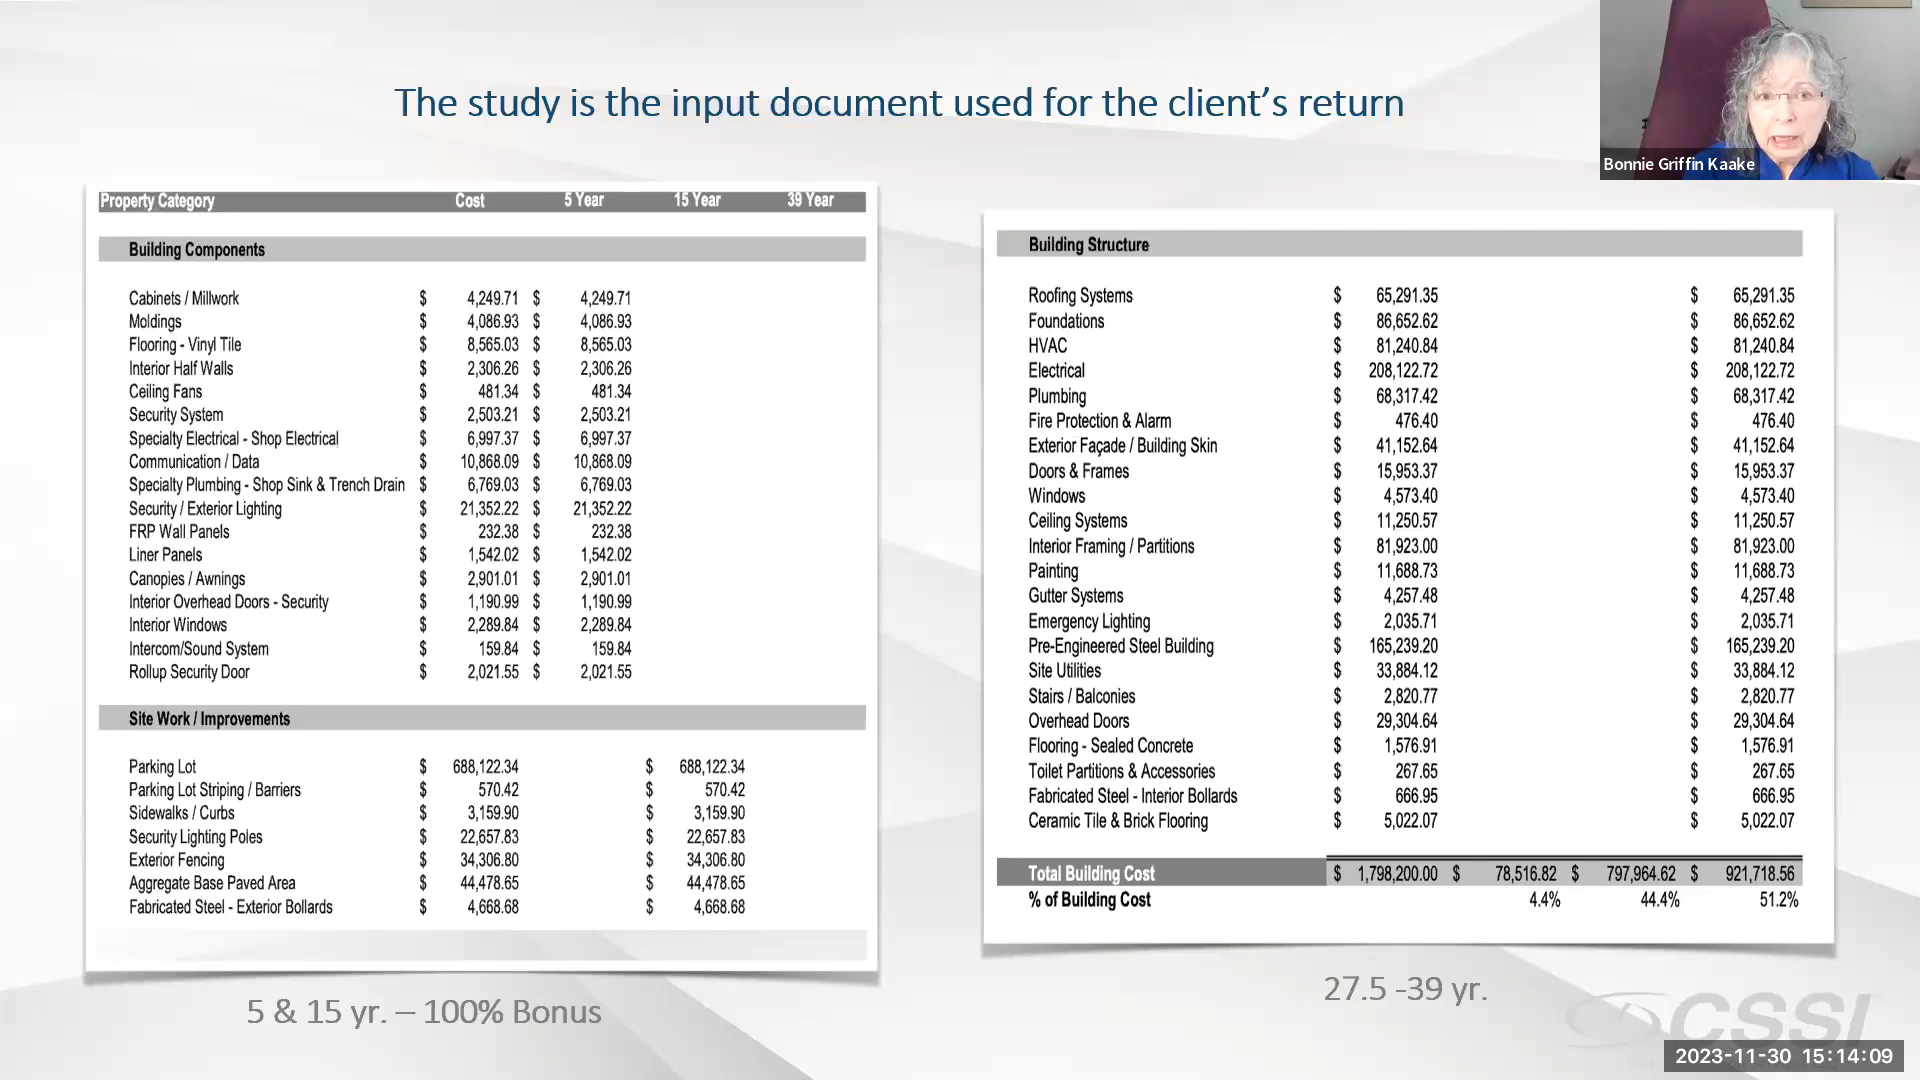 The study is the input document used for the client's return
Bonnie Griffin Kaake
Property Category Cost 5 Year 15 Year 39 Year
Building Components
Cabinets / Millwork $ 4,249.71 $ 4,249.71
Moldings $ 4,086.93 $ 4,086.93
Flooring - Vinyl Tile $ 8,565.03 $ 8,565.03
Interior Half Walls $ 2,306.26 $ 2,306.26
Ceiling Fans $ 481.34 $ 481.34
Security System $ 2,503.21 $ 2,503.21
Specialty Electrical - Shop Electrical $ 6,997.37 $ 6,997.37
Communication / Data $ 10,868.09 $ 10,868.09
Specialty Plumbing - Shop Sink & Trench Drain $ 6,769.03 $ 6,769.03
Security / Exterior Lighting $ 21,352.22 $ 21,352.22
FRP Wall Panels $ 232.38 $ 232.38
Liner Panels $ 1,542.02 $ 1,542.02
Canopies / Awnings $ 2,901.01 $ 2,901.01
Interior Overhead Doors - Security $ 1,190.99 $ 1,190.99
Interior Windows $ 2,289.84 $ 2,289.84
Intercom/Sound System $ 159.84 $ 159.84
Rollup Security Door $ 2,021.55 $ 2,021.55
Site Work / Improvements
Parking Lot $ 688,122.34 $ 688,122.34
Parking Lot Striping / Barriers $ 570.42 $ 570.42
Sidewalks / Curbs $ 3,159.90 $ 3,159.90
Security Lighting Poles $ 22,657.83 $ 22,657.83
Exterior Fencing $ 34,306.80 $ 34,306.80
Aggregate Base Paved Area $ 44,478.65 $ 44,478.65
Fabricated Steel - Exterior Bollards $ 4,668.68 $ 4,668.68
5 & 15 yr. – 100% Bonus
Building Structure
Roofing Systems $ 65,291.35 $ 65,291.35
Foundations $ 86,652.62 $ 86,652.62
HVAC $ 81,240.84 $ 81,240.84
Electrical $ 208,122.72 $ 208,122.72
Plumbing $ 68,317.42 $ 68,317.42
Fire Protection & Alarm $ 476.40 $ 476.40
Exterior Façade / Building Skin $ 41,152.64 $ 41,152.64
Doors & Frames $ 15,953.37 $ 15,953.37
Windows $ 4,573.40 $ 4,573.40
Ceiling Systems $ 11,250.57 $ 11,250.57
Interior Framing / Partitions $ 81,923.00 $ 81,923.00
Painting $ 11,688.73 $ 11,688.73
Gutter Systems $ 4,257.48 $ 4,257.48
Emergency Lighting $ 2,035.71 $ 2,035.71
Pre-Engineered Steel Building $ 165,239.20 $ 165,239.20
Site Utilities $ 33,884.12 $ 33,884.12
Stairs / Balconies $ 2,820.77 $ 2,820.77
Overhead Doors $ 29,304.64 $ 29,304.64
Flooring - Sealed Concrete $ 1,576.91 $ 1,576.91
Toilet Partitions & Accessories $ 267.65 $ 267.65
Fabricated Steel - Interior Bollards $ 666.95 $ 666.95
Ceramic Tile & Brick Flooring $ 5,022.07 $ 5,022.07
Total Building Cost $ 1,798,200.00 $ 78,516.82 $ 797,964.62 $ 921,718.56
% of Building Cost 4.4% 44.4% 51.2%
27.5 -39 yr.
CSSI
2023-11-30 15:14:09